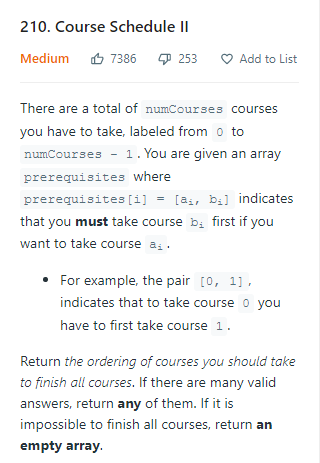 210. Course Schedule II
Medium 7386 253 Add to List
There are a total of numCourses courses
you have to take, labeled from 0 to
numCourses - 1. You are given an array
prerequisites where
prerequisites[i] = [aᵢ, bᵢ] indicates
that you must take course bᵢ first if you
want to take course aᵢ.
• For example, the pair [0, 1],
indicates that to take course 0 you
have to first take course 1.
Return the ordering of courses you should take
to finish all courses. If there are many valid
answers, return any of them. If it is
impossible to finish all courses, return an
empty array.